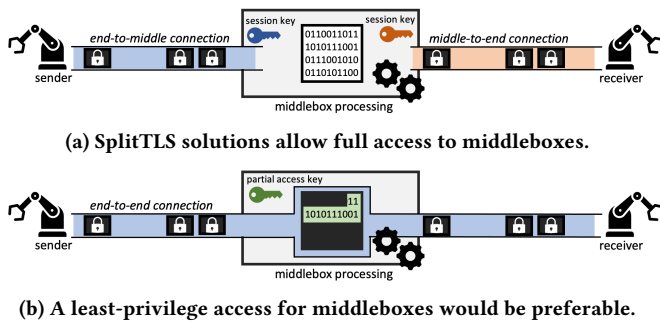 session key
session key
end-to-middle connection
middle-to-end connection
0110011011
1010111001
0111001010
0110101100
sender
receiver
middlebox processing
(a) SplitTLS solutions allow full access to middleboxes.
partial access key
end-to-end connection
11
1010111001
sender
receiver
middlebox processing
(b) A least-privilege access for middleboxes would be preferable.